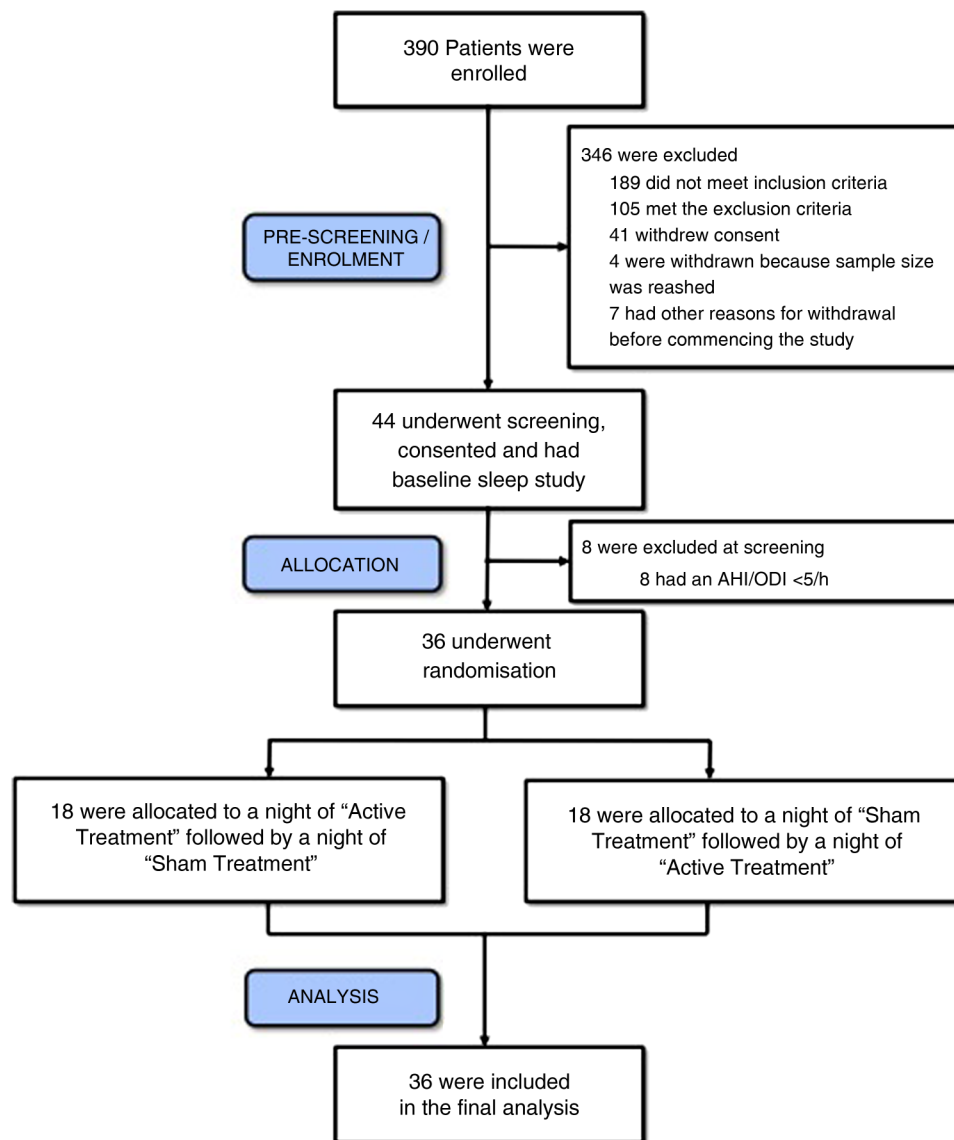 390 Patients were
enrolled
346 were excluded
189 did not meet inclusion criteria
105 met the exclusion criteria
41 withdrew consent
4 were withdrawn because sample size
was reashed
7 had other reasons for withdrawal
before commencing the study
PRE-SCREENING /
ENROLMENT
44 underwent screening,
consented and had
baseline sleep study
ALLOCATION
8 were excluded at screening
8 had an AHI/ODI <5/h
36 underwent
randomisation
18 were allocated to a night of “Active
Treatment” followed by a night of
“Sham Treatment”
18 were allocated to a night of “Sham
Treatment” followed by a night of
“Active Treatment”
ANALYSIS
36 were included
in the final analysis